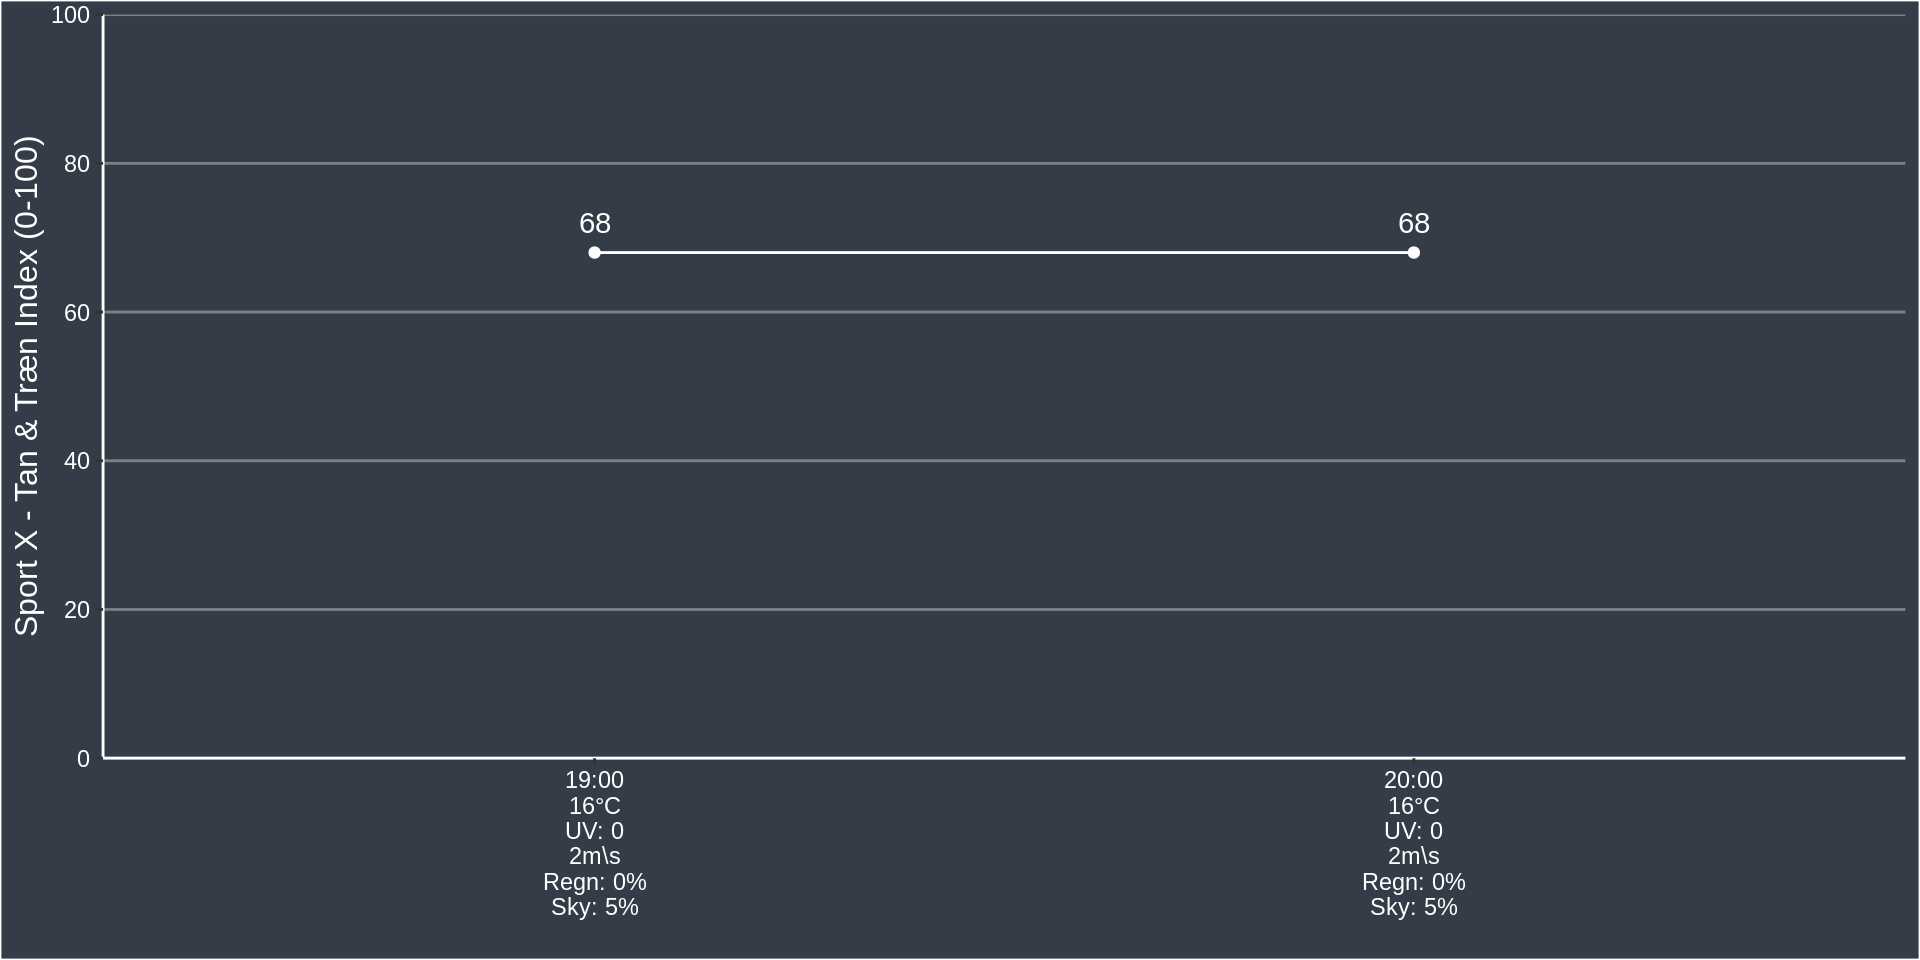 Sport X - Tan & Træn Index (0-100)
100
80
60
40
20
0
68
68
19:00
16°C
UV: 0
2m\s
Regn: 0%
Sky: 5%
20:00
16°C
UV: 0
2m\s
Regn: 0%
Sky: 5%